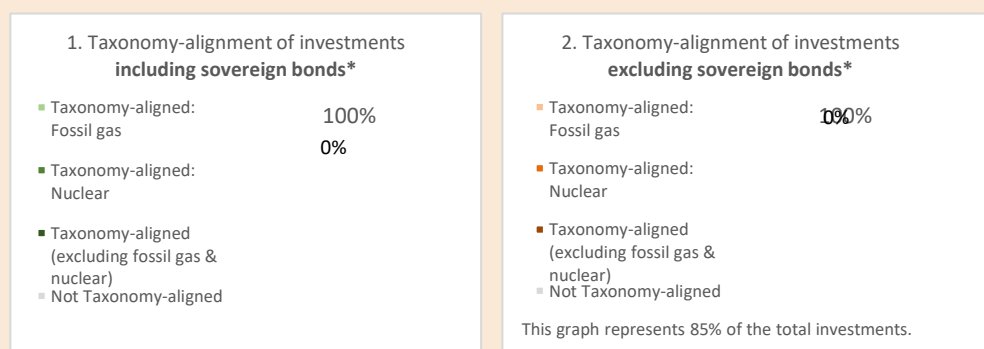 1. Taxonomy-alignment of investments
including sovereign bonds*
Taxonomy-aligned:
Fossil gas
100%
0%
Taxonomy-aligned:
Nuclear
Taxonomy-aligned
(excluding fossil gas &
nuclear)
Not Taxonomy-aligned
2. Taxonomy-alignment of investments
excluding sovereign bonds*
Taxonomy-aligned:
Fossil gas
100%
0%
Taxonomy-aligned:
Nuclear
Taxonomy-aligned
(excluding fossil gas &
nuclear)
Not Taxonomy-aligned
This graph represents 85% of the total investments.